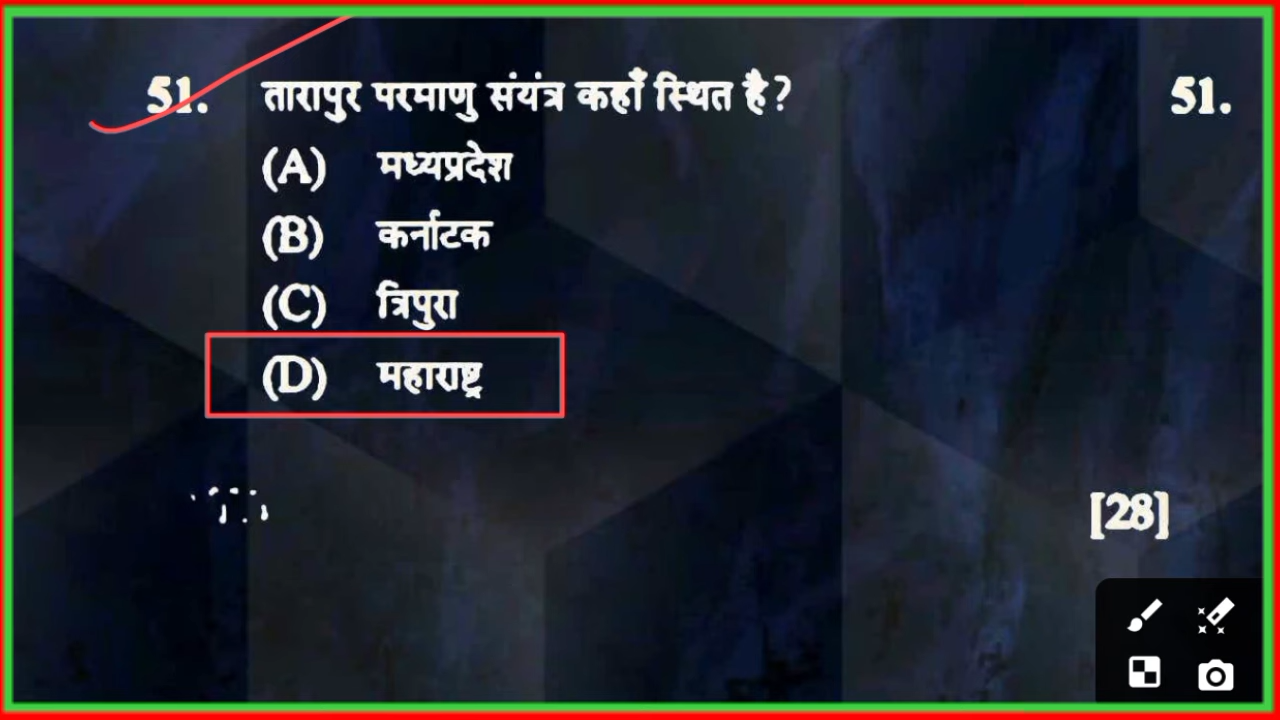 51. तारापुर परमाणु संयंत्र कहाँ स्थित है? 51.
(A) मध्यप्रदेश
(B) कर्नाटक
(C) त्रिपुरा
(D) महाराष्ट्र
[28]